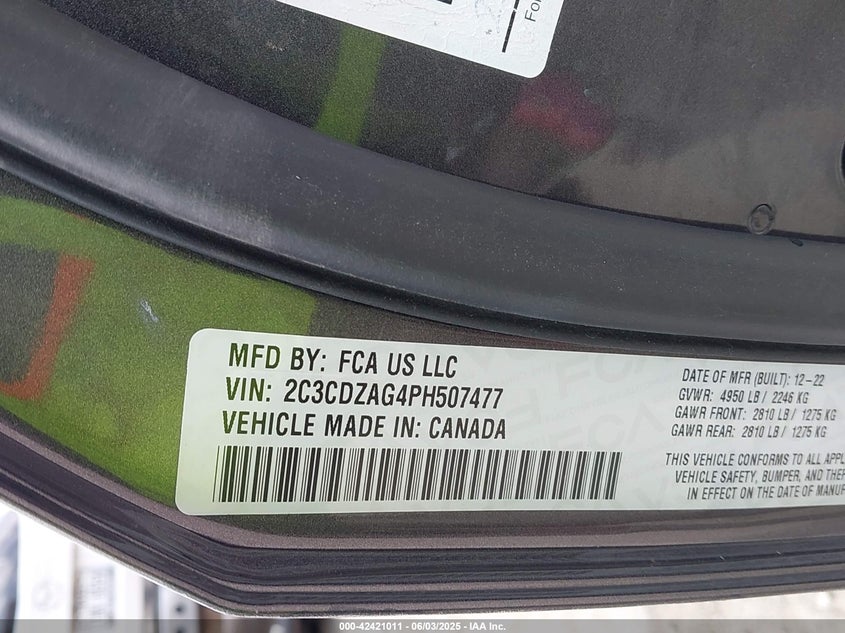 Fo
MFD BY: FCA US LLC
VIN: 2C3CDZAG4PH507477
VEHICLE MADE IN: CANADA
DATE OF MFR (BUILT): 12-22
GVWR: 4950 LB / 2246 KG
GAWR FRONT: 2810 LB / 1275 KG
GAWR REAR: 2810 LB / 1275 KG
THIS VEHICLE CONFORMS TO ALL APPL
VEHICLE SAFETY, BUMPER, AND THEF
IN EFFECT ON THE DATE OF MANUF
000-42421011 - 06/03/2025 - IAA Inc.